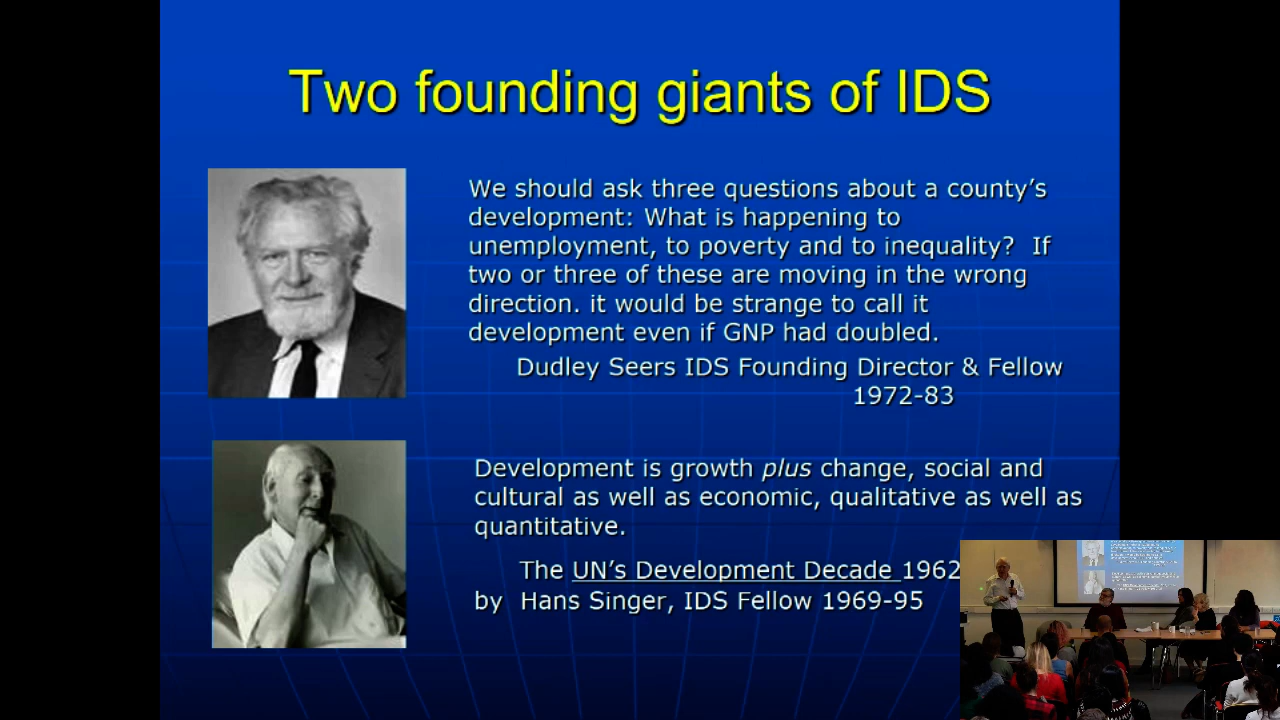 Two founding giants of IDS
We should ask three questions about a county's
development: What is happening to
unemployment, to poverty and to inequality?  If
two or three of these are moving in the wrong
direction. it would be strange to call it
development even if GNP had doubled.
Dudley Seers IDS Founding Director & Fellow
1972-83
Development is growth plus change, social and
cultural as well as economic, qualitative as well as
quantitative.
The UN's Development Decade 1962
by  Hans Singer, IDS Fellow 1969-95